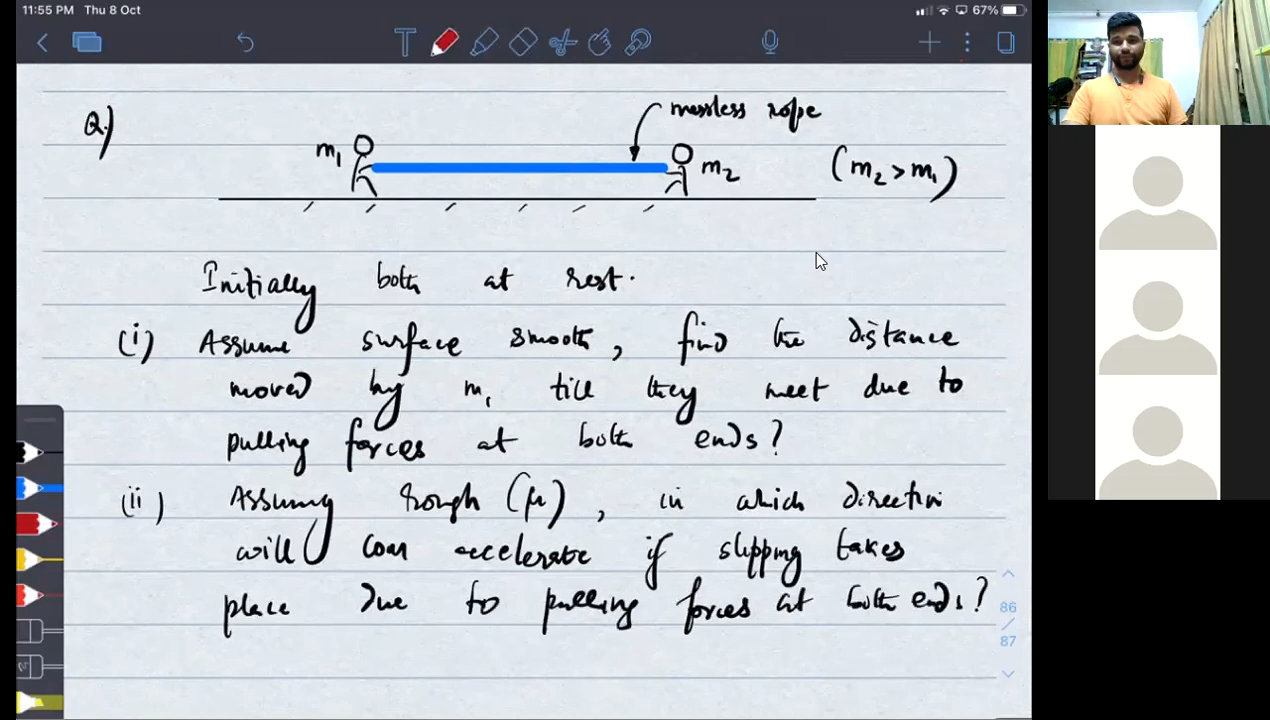 11:55 PM Thu 8 Oct 67%
T
Q.)
massless rope
m₁
m₂ (m₂ > m₁)
Initially both at rest.
(i) Assume surface smooth, find the distance
moved by m₁ till they meet due to
pulling forces at both ends?
(ii) Assuming rough (μ), in which direction
will com accelerate if slipping takes
place due to pulling forces at both ends?
86
/
87